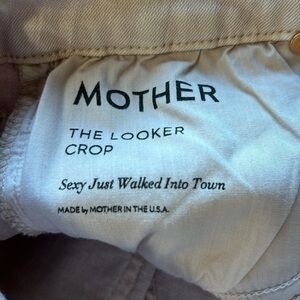 MOTHER
THE LOOKER
CROP
Sexy Just Walked Into Town
MADE by MOTHER IN THE U.S.A.